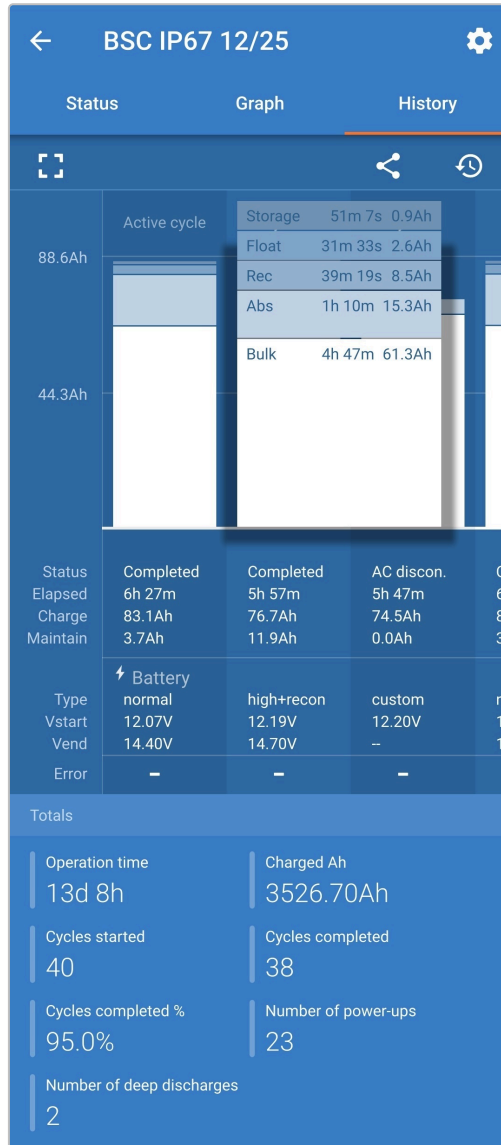 BSC IP67 12/25
Status Graph History
Active cycle
88.6Ah
44.3Ah
Storage 51m 7s 0.9Ah
Float 31m 33s 2.6Ah
Rec 39m 19s 8.5Ah
Abs 1h 10m 15.3Ah
Bulk 4h 47m 61.3Ah
Status Completed Completed AC discon.
Elapsed 6h 27m 5h 57m 5h 47m
Charge 83.1Ah 76.7Ah 74.5Ah
Maintain 3.7Ah 11.9Ah 0.0Ah
Battery
Type normal high+recon custom
Vstart 12.07V 12.19V 12.20V
Vend 14.40V 14.70V --
Error – – –
Totals
Operation time Charged Ah
13d 8h 3526.70Ah
Cycles started Cycles completed
40 38
Cycles completed % Number of power-ups
95.0% 23
Number of deep discharges
2